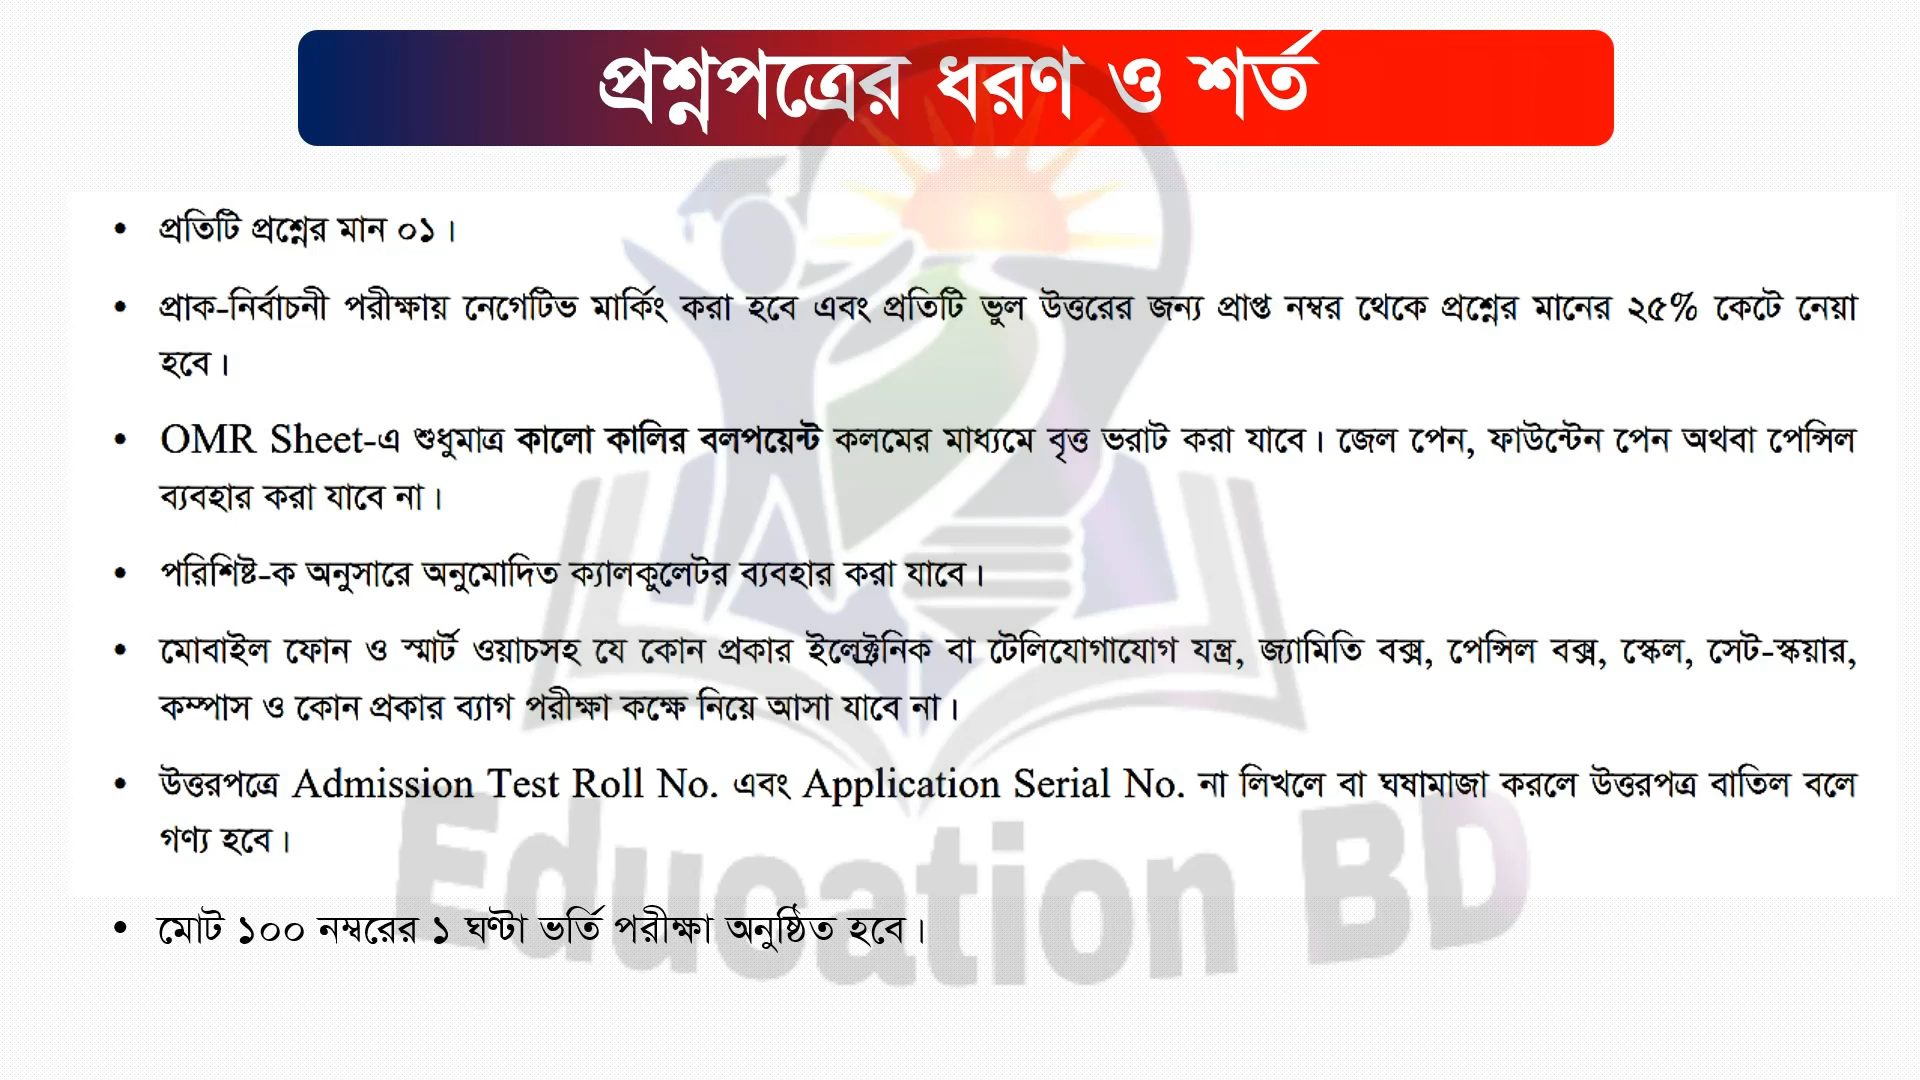 প্রশ্নপত্রের ধরণ ও শর্ত
• প্রতিটি প্রশ্নের মান ০১।
• প্রাক-নির্বাচনী পরীক্ষায় নেগেটিভ মার্কিং করা হবে এবং প্রতিটি ভুল উত্তরের জন্য প্রাপ্ত নম্বর থেকে প্রশ্নের মানের ২৫% কেটে নেয়া
হবে।
• OMR Sheet-এ শুধুমাত্র কালো কালির বলপয়েন্ট কলমের মাধ্যমে বৃত্ত ভরাট করা যাবে। জেল পেন, ফাউন্টেন পেন অথবা পেন্সিল
ব্যবহার করা যাবে না।
• পরিশিষ্ট-ক অনুসারে অনুমোদিত ক্যালকুলেটর ব্যবহার করা যাবে।
• মোবাইল ফোন ও স্মার্ট ওয়াচসহ যে কোন প্রকার ইলেক্ট্রনিক বা টেলিযোগাযোগ যন্ত্র, জ্যামিতি বক্স, পেন্সিল বক্স, স্কেল, সেট-স্কয়ার,
কম্পাস ও কোন প্রকার ব্যাগ পরীক্ষা কক্ষে নিয়ে আসা যাবে না।
• উত্তরপত্রে Admission Test Roll No. এবং Application Serial No. না লিখলে বা ঘষামাজা করলে উত্তরপত্র বাতিল বলে
গণ্য হবে।
• মোট ১০০ নম্বরের ১ ঘণ্টা ভর্তি পরীক্ষা অনুষ্ঠিত হবে।
Education BD